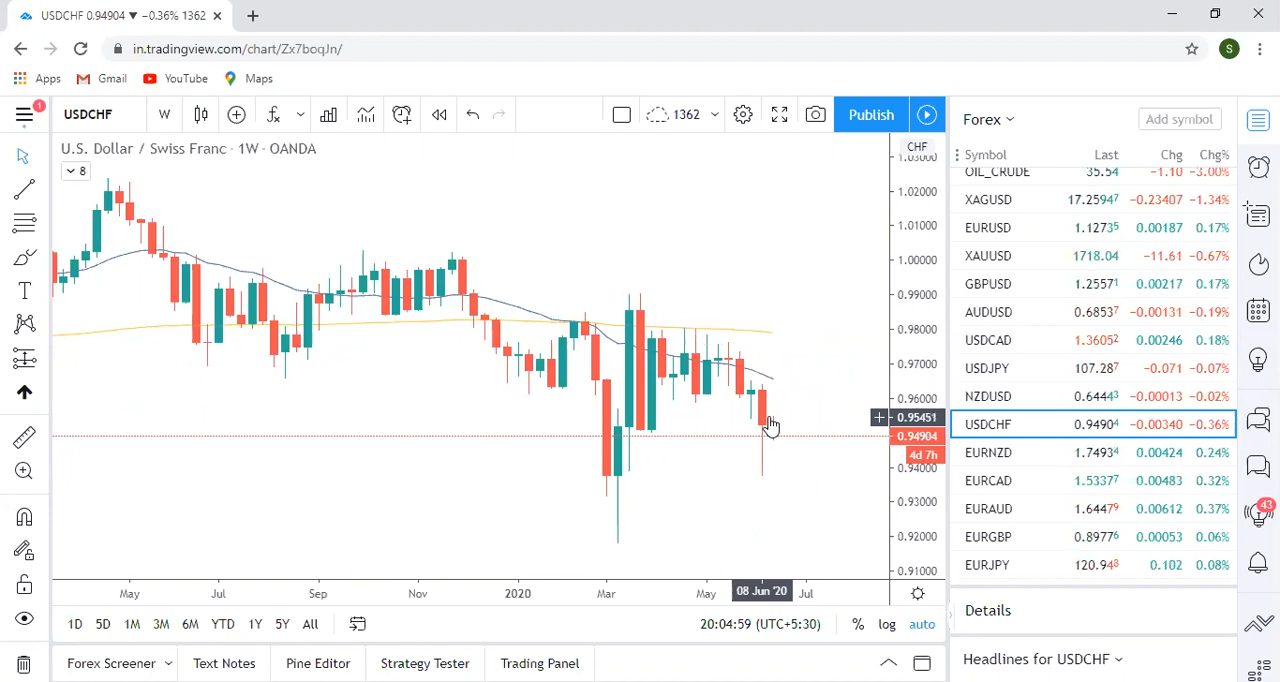 USDCHF 0.94904 ▼ −0.36% 1362
in.tradingview.com/chart/Zx7boqJn/
S
Apps Gmail YouTube Maps
1 USDCHF W 1362 Publish
Forex Add symbol
U.S. Dollar / Swiss Franc · 1W · OANDA
8
CHF
1.03000
1.02000
1.01000
1.00000
0.99000
0.98000
0.97000
0.96000
0.95451
0.94904
4d 7h
0.94000
0.93000
0.92000
0.91000
May Jul Sep Nov 2020 Mar May 08 Jun '20 Jul
1D 5D 1M 3M 6M YTD 1Y 5Y All 20:04:59 (UTC+5:30) % log auto
Forex Screener Text Notes Pine Editor Strategy Tester Trading Panel
Symbol Last Chg Chg%
OIL_CRUDE 35.54 −1.10 −3.00%
XAGUSD 17.25947 −0.23407 −1.34%
EURUSD 1.12735 0.00187 0.17%
XAUUSD 1718.04 −11.61 −0.67%
GBPUSD 1.25571 0.00217 0.17%
AUDUSD 0.68537 −0.00131 −0.19%
USDCAD 1.36052 0.00246 0.18%
USDJPY 107.287 −0.071 −0.07%
NZDUSD 0.64443 −0.00013 −0.02%
USDCHF 0.94904 −0.00340 −0.36%
EURNZD 1.74934 0.00424 0.24%
EURCAD 1.53377 0.00483 0.32%
EURAUD 1.64479 0.00612 0.37%
EURGBP 0.89776 0.00053 0.06%
EURJPY 120.948 0.102 0.08%
43
Details
Headlines for USDCHF